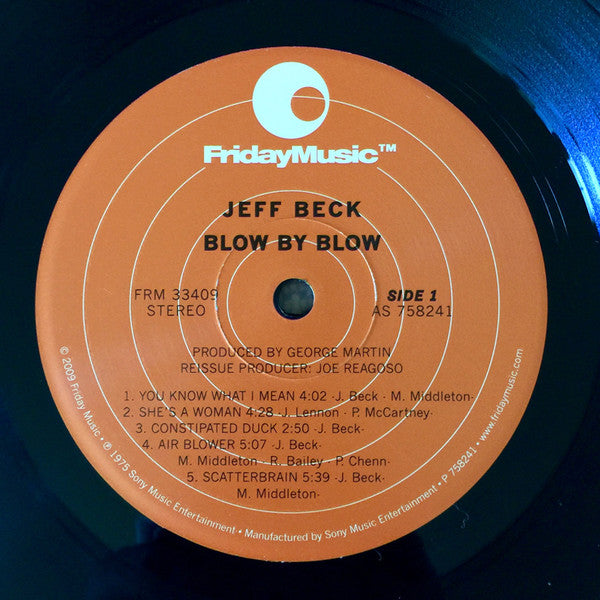 FridayMusic™
JEFF BECK
BLOW BY BLOW
FRM 33409
STEREO
SIDE 1
AS 758241
PRODUCED BY GEORGE MARTIN
REISSUE PRODUCER: JOE REAGOSO
1. YOU KNOW WHAT I MEAN 4:02 -J. Beck - M. Middleton-
2. SHE'S A WOMAN 4:28 -J. Lennon - P. McCartney-
3. CONSTIPATED DUCK 2:50 -J. Beck-
4. AIR BLOWER 5:07 -J. Beck-
M. Middleton - R. Bailey - P. Chenn-
5. SCATTERBRAIN 5:39 -J. Beck-
M. Middleton-
© 2009 Friday Music • ℗ 1975 Sony Music Entertainment • Manufactured by Sony Music Entertainment • P 758241 • www.fridaymusic.com